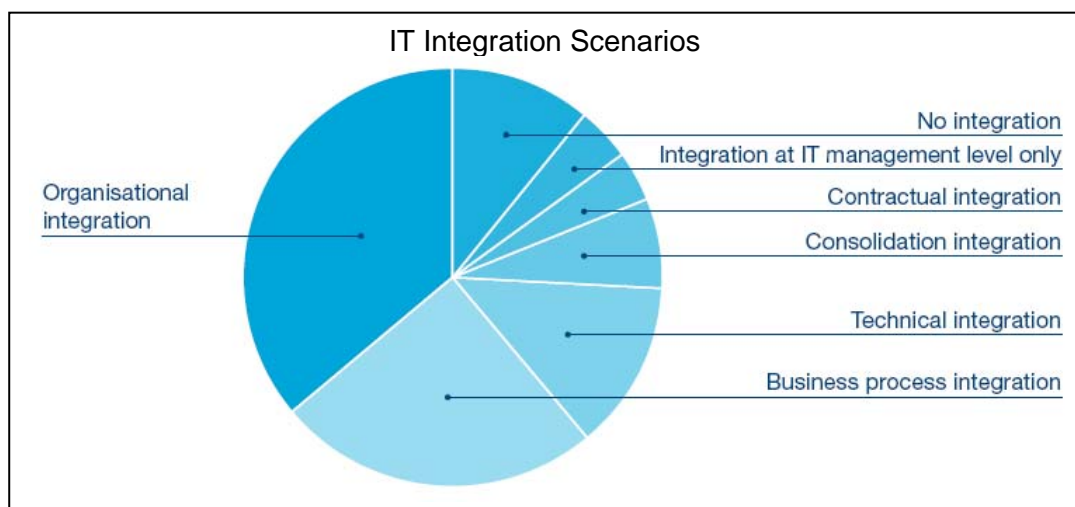 IT Integration Scenarios
No integration
Integration at IT management level only
Contractual integration
Consolidation integration
Technical integration
Business process integration
Organisational
integration